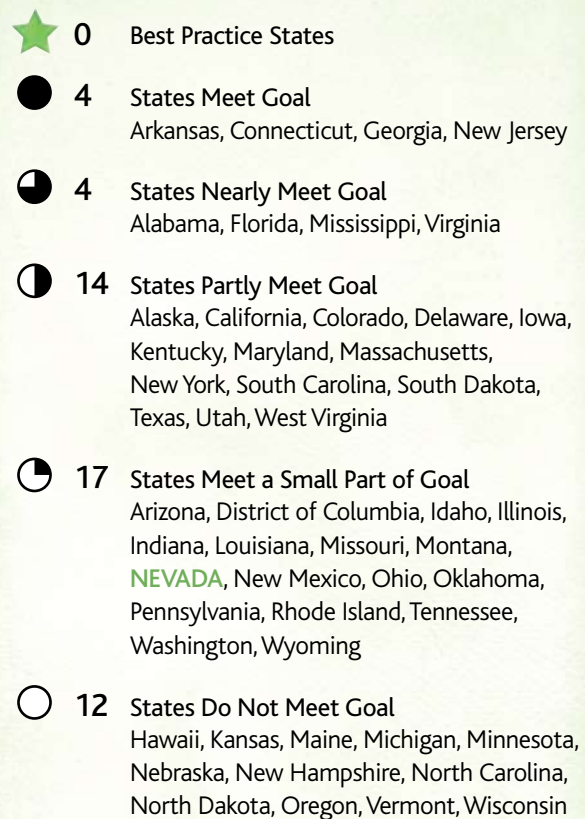 0 Best Practice States
4 States Meet Goal
Arkansas, Connecticut, Georgia, New Jersey
4 States Nearly Meet Goal
Alabama, Florida, Mississippi, Virginia
14 States Partly Meet Goal
Alaska, California, Colorado, Delaware, Iowa,
Kentucky, Maryland, Massachusetts,
New York, South Carolina, South Dakota,
Texas, Utah, West Virginia
17 States Meet a Small Part of Goal
Arizona, District of Columbia, Idaho, Illinois,
Indiana, Louisiana, Missouri, Montana,
NEVADA, New Mexico, Ohio, Oklahoma,
Pennsylvania, Rhode Island, Tennessee,
Washington, Wyoming
12 States Do Not Meet Goal
Hawaii, Kansas, Maine, Michigan, Minnesota,
Nebraska, New Hampshire, North Carolina,
North Dakota, Oregon, Vermont, Wisconsin